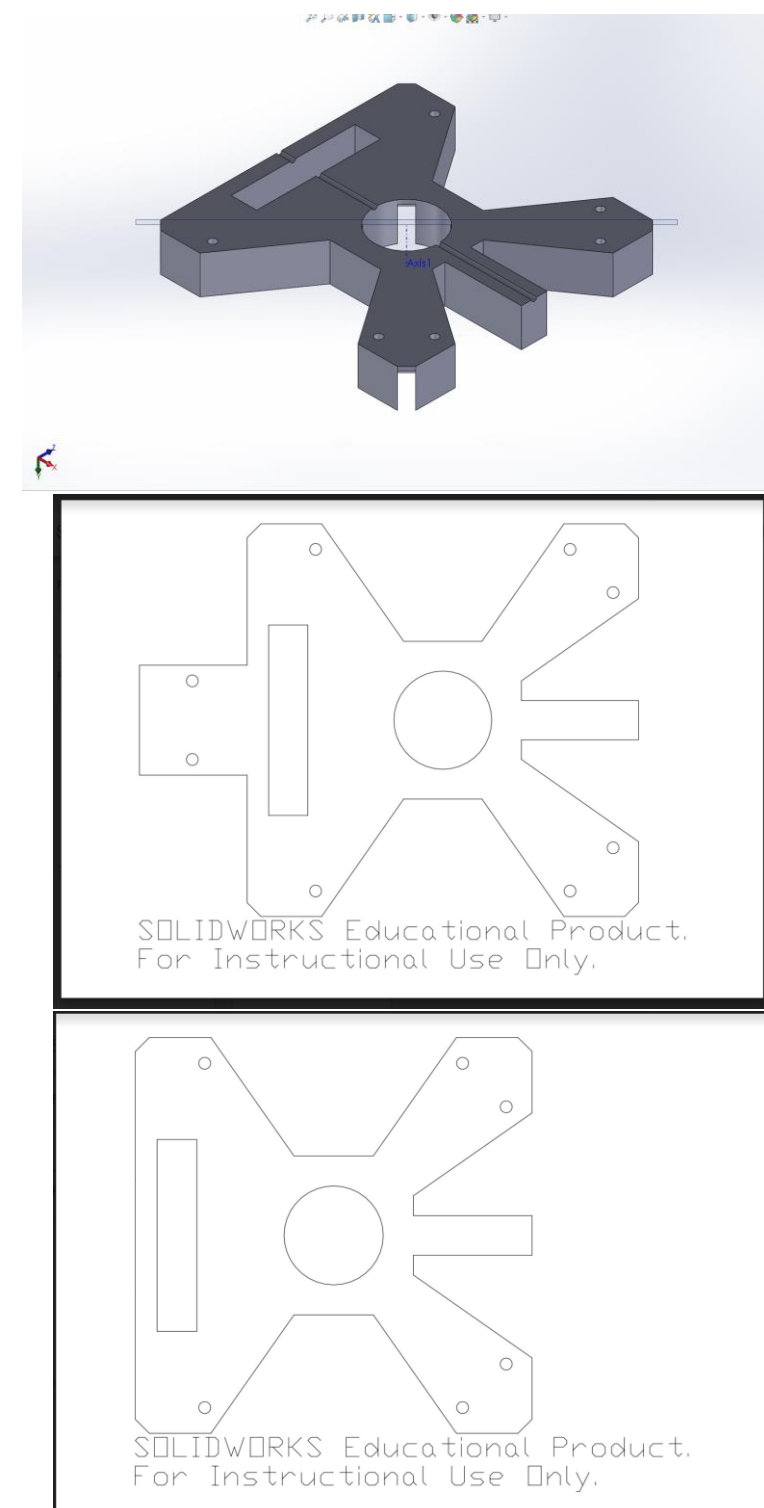 Axis1
Z
X
Y
SOLIDWORKS Educational Product.
For Instructional Use Only.
SOLIDWORKS Educational Product.
For Instructional Use Only.